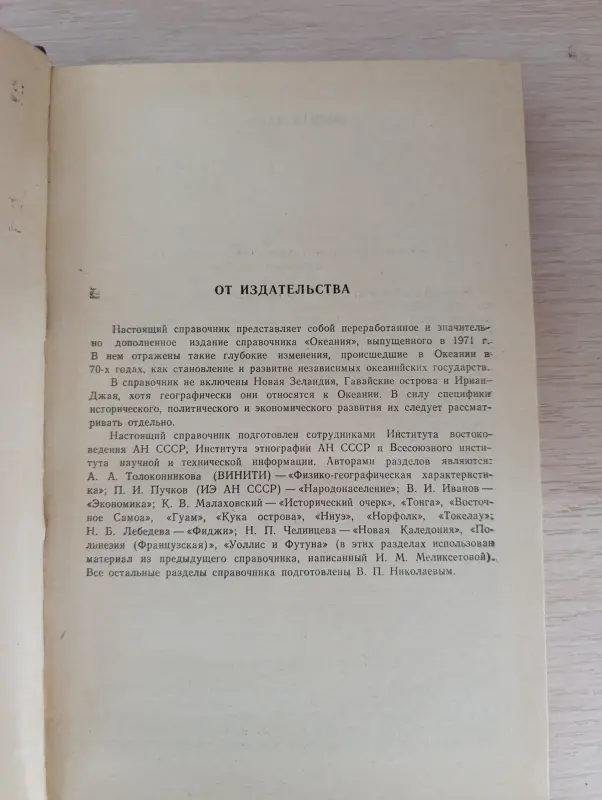 ОТ ИЗДАТЕЛЬСТВА
Настоящий справочник представляет собой переработанное и значитель-
но дополненное издание справочника «Океания», выпущенного в 1971 г.
В нем отражены такие глубокие изменения, происшедшие в Океании в
70-х годах, как становление и развитие независимых океанийских государств.
В справочник не включены Новая Зеландия, Гавайские острова и Ириан-
Джая, хотя географически они относятся к Океании. В силу специфики
исторического, политического и экономического развития их следует рассмат-
ривать отдельно.
Настоящий справочник подготовлен сотрудниками Института востоко-
ведения АН СССР, Института этнографии АН СССР и Всесоюзного инсти-
тута научной и технической информации. Авторами разделов являются:
А. А. Толоконникова (ВИНИТИ) — «Физико-географическая характеристи-
ка»; П. И. Пучков (ИЭ АН СССР) — «Народонаселение»; В. И. Иванов —
«Экономика»; К. В. Малаховский — «Исторический очерк», «Тонга», «Восточ-
ное Самоа», «Гуам», «Кука острова», «Ниуэ», «Норфолк», «Токелау»;
Н. Б. Лебедева — «Фиджи»; Н. П. Челинцева — «Новая Каледония», «По-
линезия (Французская)», «Уоллис и Футуна» (в этих разделах использован
материал из предыдущего справочника, написанный И. М. Меликсетовой).
Все остальные разделы справочника подготовлены В. П. Николаевым.